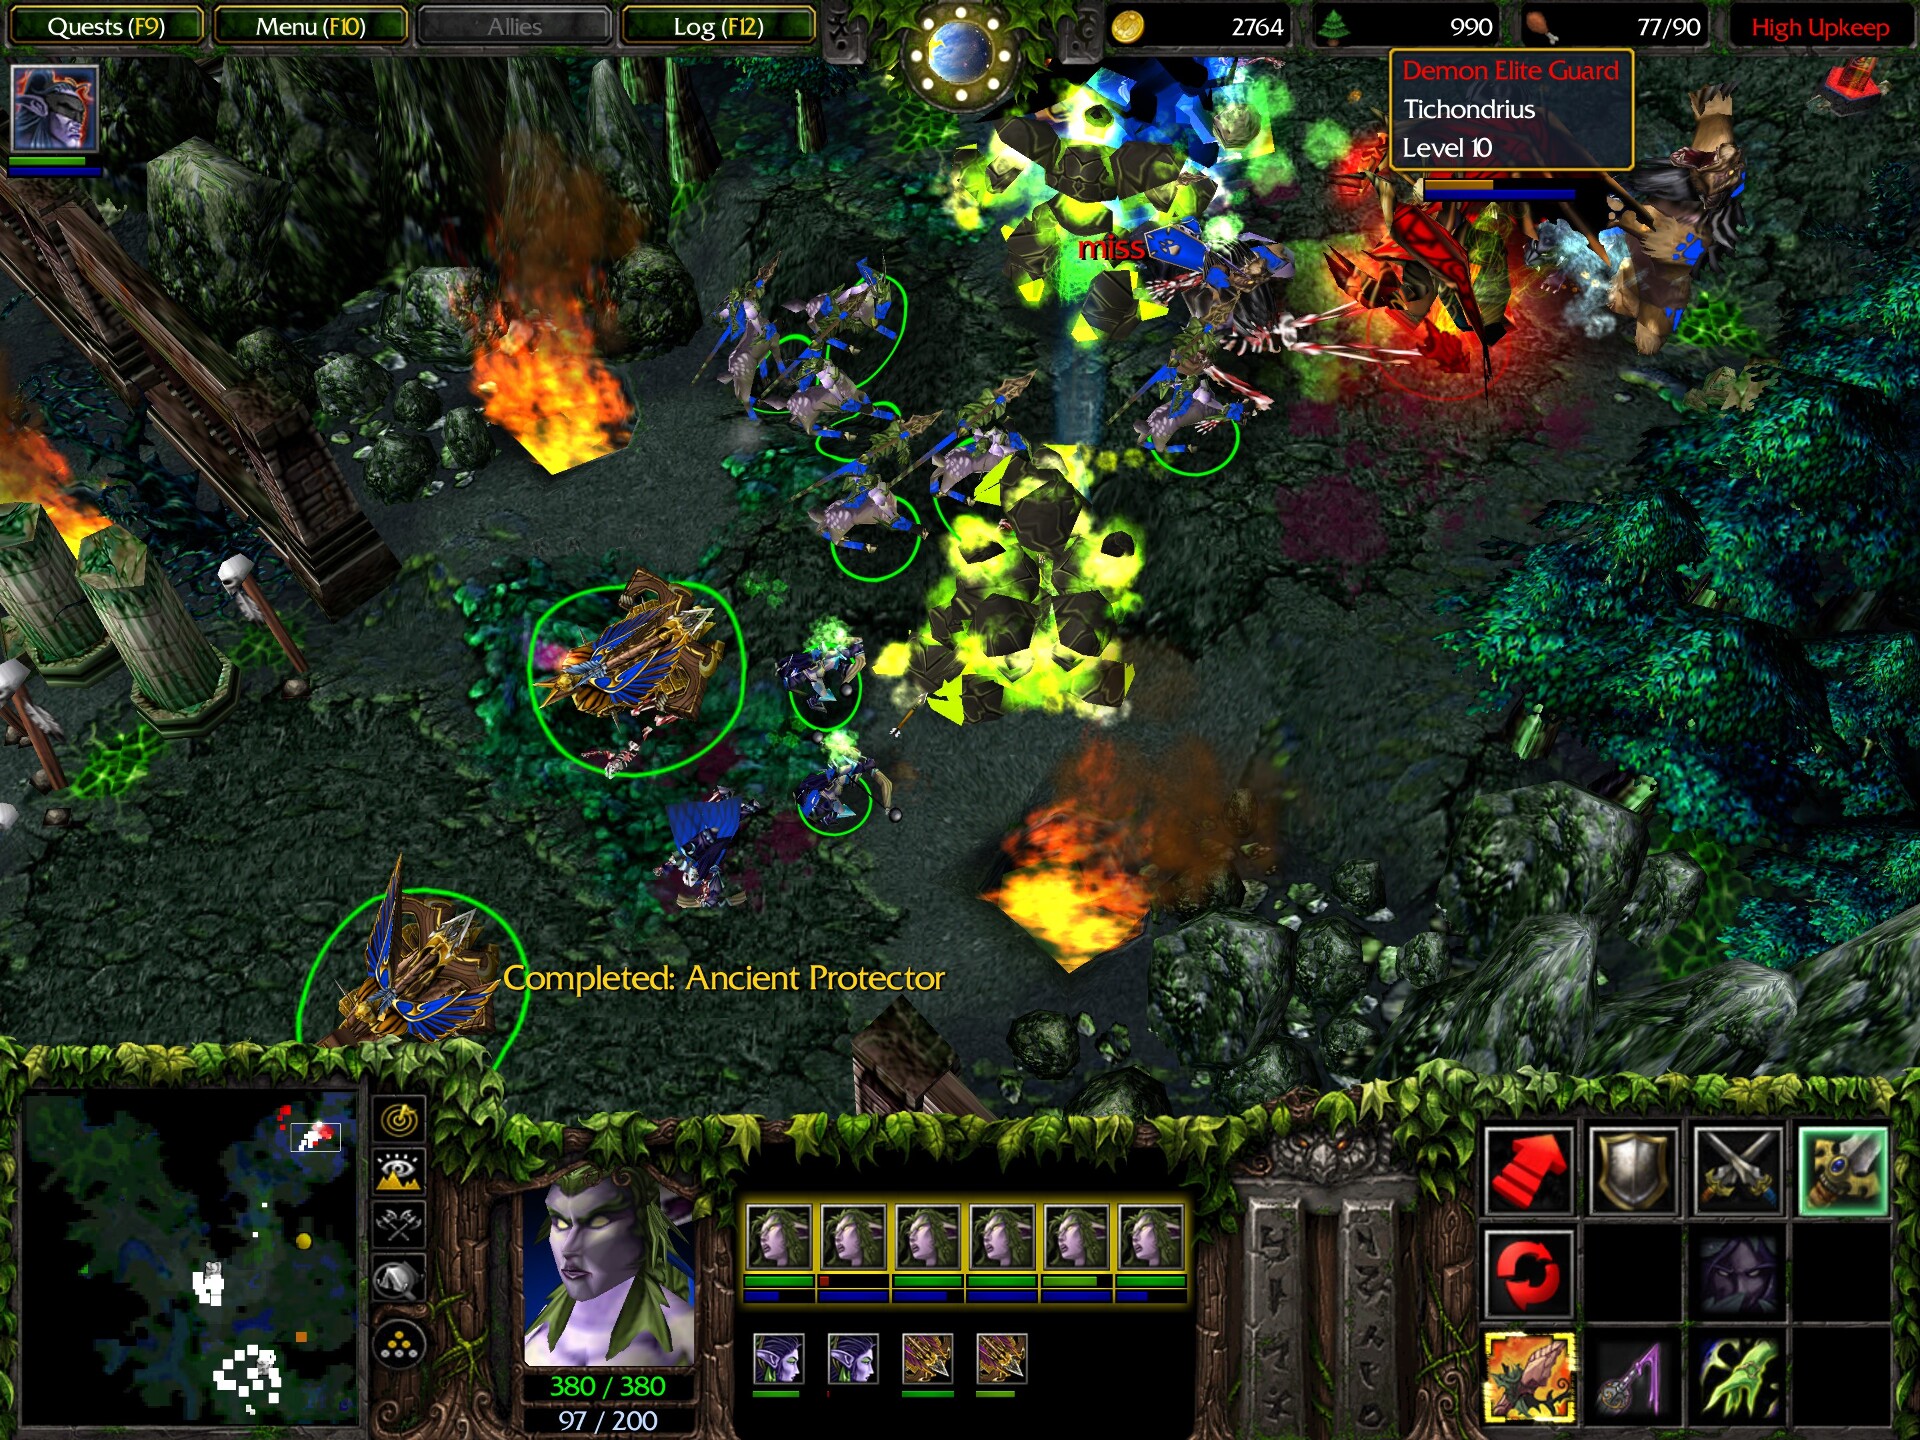 Quests (F9)
Menu (F10)
Allies
Log (F12)
2764
990
77/90
High Upkeep
Demon Elite Guard
Tichondrius
Level 10
miss
Completed: Ancient Protector
380 / 380
97 / 200